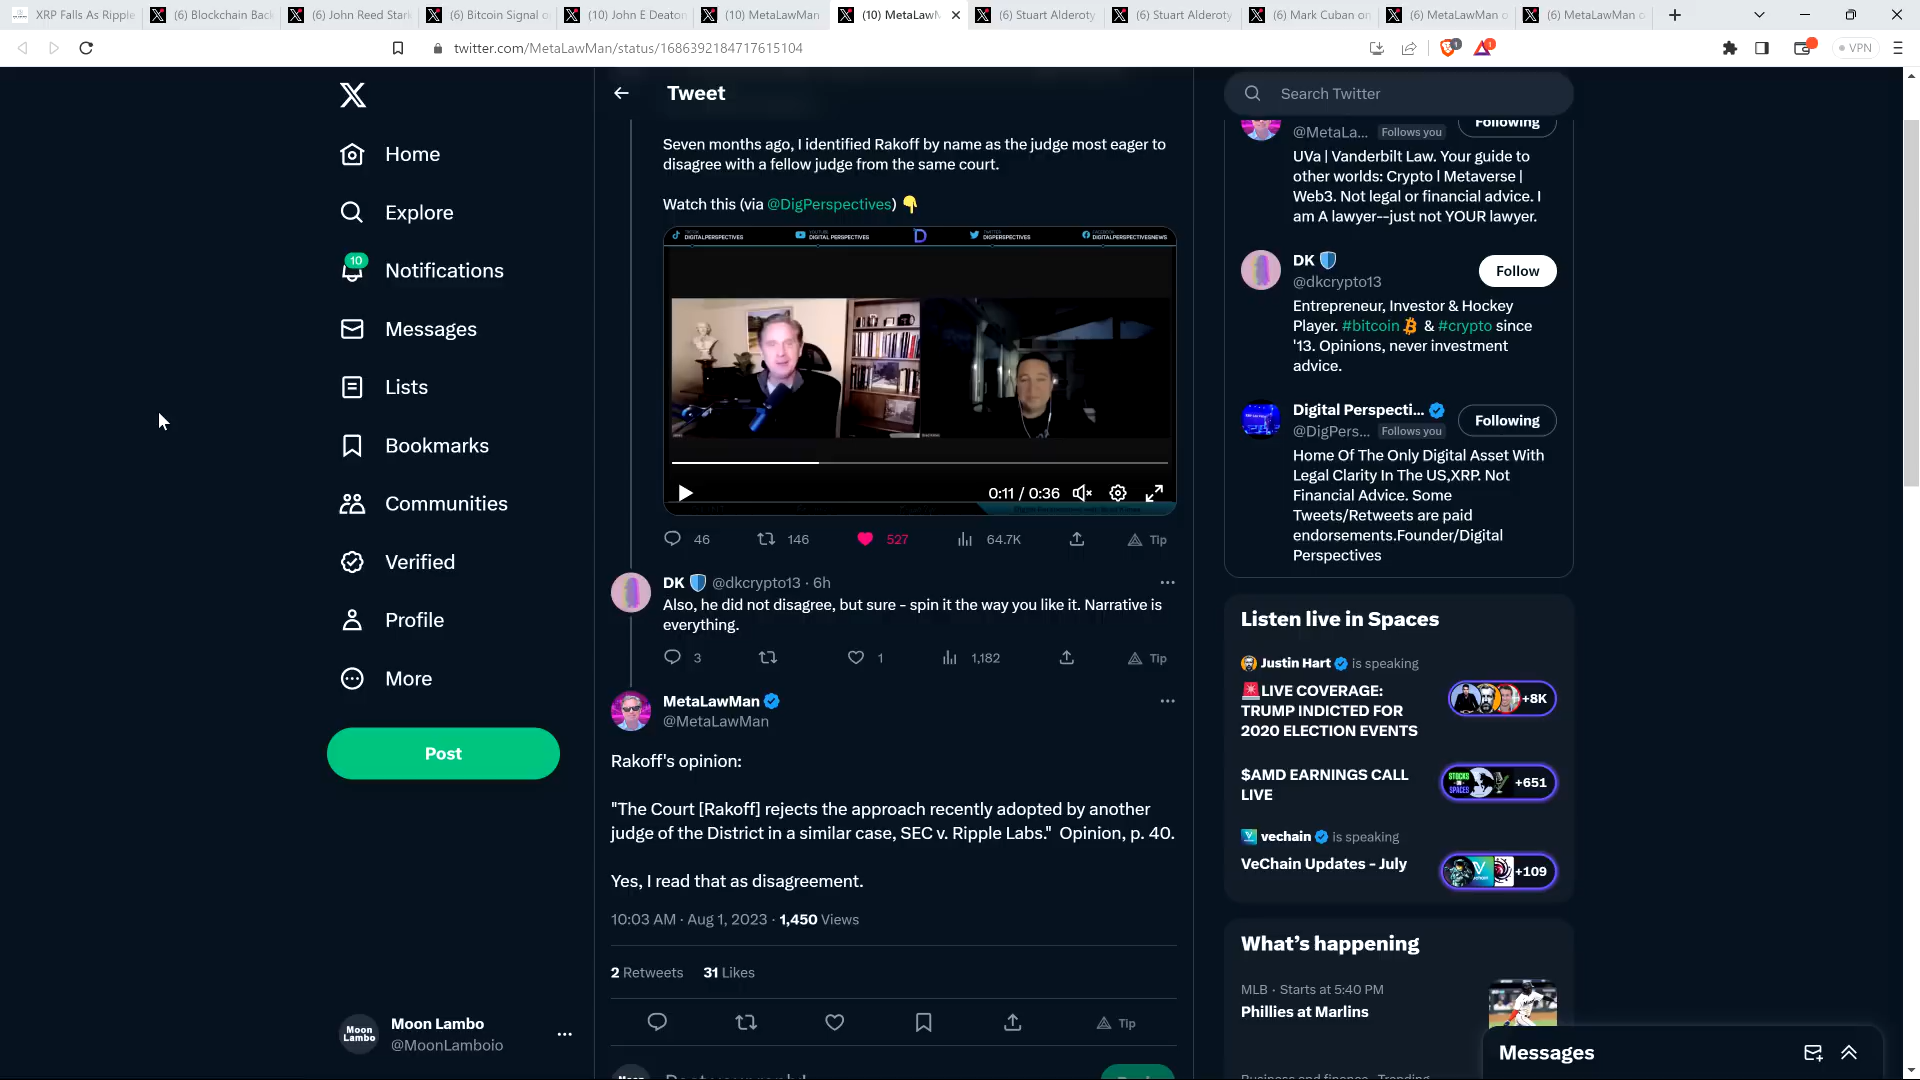 XRP Falls As Ripple
(6) Blockchain Back
(6) John Reed Stark
(6) Bitcoin Signal o
(10) John E Deaton
(10) MetaLawMan
(10) MetaLawM
(6) Stuart Alderoty
(6) Stuart Alderoty
(6) Mark Cuban on
(6) MetaLawMan o
(6) MetaLawMan o
twitter.com/MetaLawMan/status/1686392184717615104
VPN
Home
Explore
10
Notifications
Messages
Lists
Bookmarks
Communities
Verified
Profile
More
Post
Moon Lambo
Moon Lambo
@MoonLamboio
Tweet
Seven months ago, I identified Rakoff by name as the judge most eager to
disagree with a fellow judge from the same court.
Watch this (via @DigPerspectives) 👇
DIGITALPERSPECTIVES
YOUTUBE
DIGITAL PERSPECTIVES
TWITTER
DIGPERSPECTIVES
FACEBOOK
DIGITALPERSPECTIVESNEWS
0:11 / 0:36
46 146 527 64.7K Tip
DK 🛡️ @dkcrypto13 · 6h
Also, he did not disagree, but sure - spin it the way you like it. Narrative is
everything.
3 1 1,182 Tip
MetaLawMan
@MetaLawMan
Rakoff's opinion:
"The Court [Rakoff] rejects the approach recently adopted by another
judge of the District in a similar case, SEC v. Ripple Labs." Opinion, p. 40.
Yes, I read that as disagreement.
10:03 AM · Aug 1, 2023 · 1,450 Views
2 Retweets 31 Likes
Tip
Search Twitter
@MetaLa... Follows you
Following
UVa | Vanderbilt Law. Your guide to
other worlds: Crypto | Metaverse |
Web3. Not legal or financial advice. I
am A lawyer--just not YOUR lawyer.
DK 🛡️
@dkcrypto13
Follow
Entrepreneur, Investor & Hockey
Player. #bitcoin & #crypto since
'13. Opinions, never investment
advice.
Digital Perspecti...
@DigPers... Follows you
Following
Home Of The Only Digital Asset With
Legal Clarity In The US,XRP. Not
Financial Advice. Some
Tweets/Retweets are paid
endorsements.Founder/Digital
Perspectives
Listen live in Spaces
Justin Hart is speaking
🚨LIVE COVERAGE:
TRUMP INDICTED FOR
2020 ELECTION EVENTS
+8K
$AMD EARNINGS CALL
LIVE
STOCKS
SPACES
+651
vechain is speaking
VeChain Updates - July
+109
What's happening
MLB · Starts at 5:40 PM
Phillies at Marlins
Messages